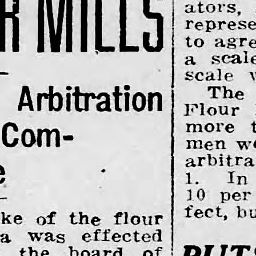 R MILLS
Arbitration
Com-
e
ke of the flour
a was effected
the board of
ators,
represe
to agre
a scale
scale
The
Flour
more t
men we
arbitra
1. In
10 per
fect, bu
PUTS